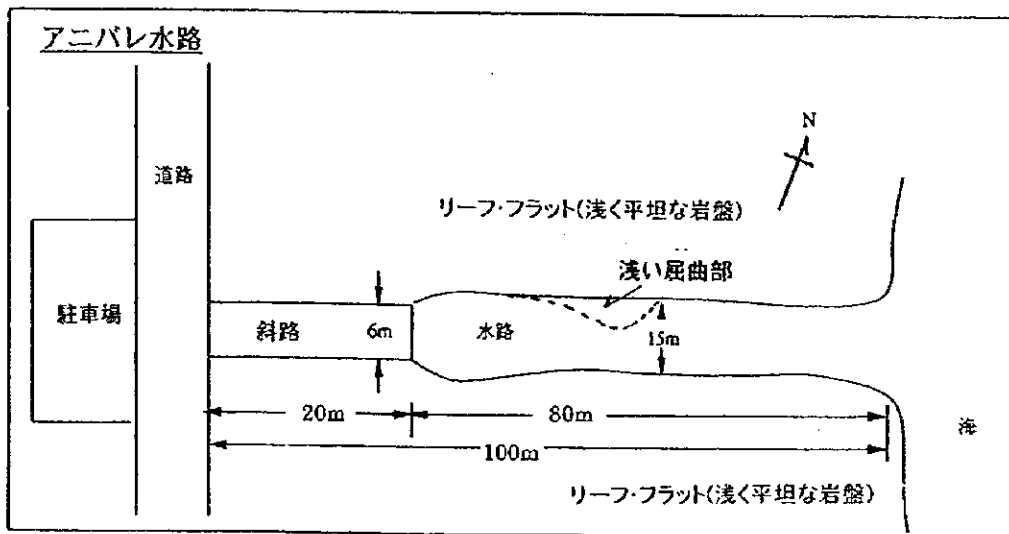 アニバレ水路
N
道路
リーフ・フラット(浅く平坦な岩盤)
浅い屈曲部
駐車場
斜路
6m
水路
15m
20m
80m
海
100m
リーフ・フラット(浅く平坦な岩盤)